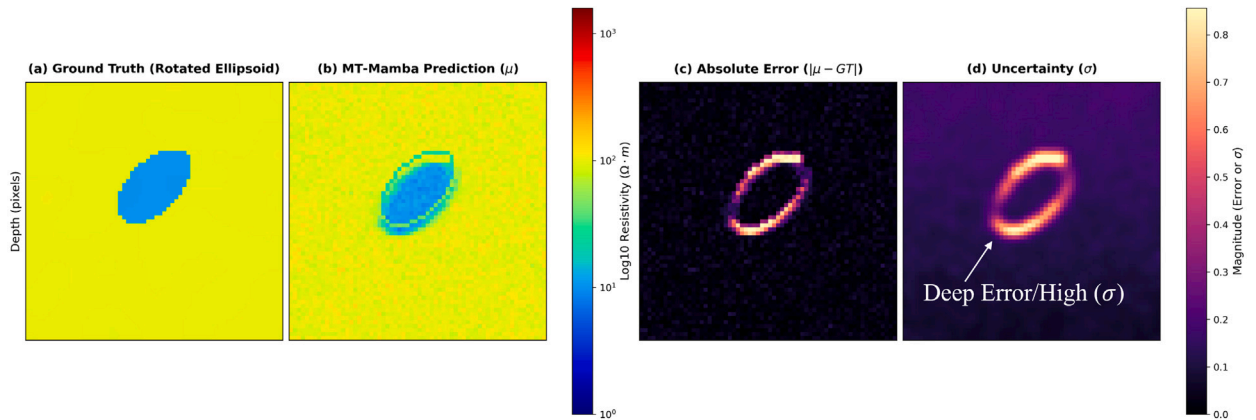 (a) Ground Truth (Rotated Ellipsoid)
(b) MT-Mamba Prediction (μ)
(c) Absolute Error (|μ − GT|)
(d) Uncertainty (σ)
Depth (pixels)
10³
10²
10¹
10⁰
Log10 Resistivity (Ω · m)
Deep Error/High (σ)
0.8
0.7
0.6
0.5
0.4
0.3
0.2
0.1
0.0
Magnitude (Error or σ)